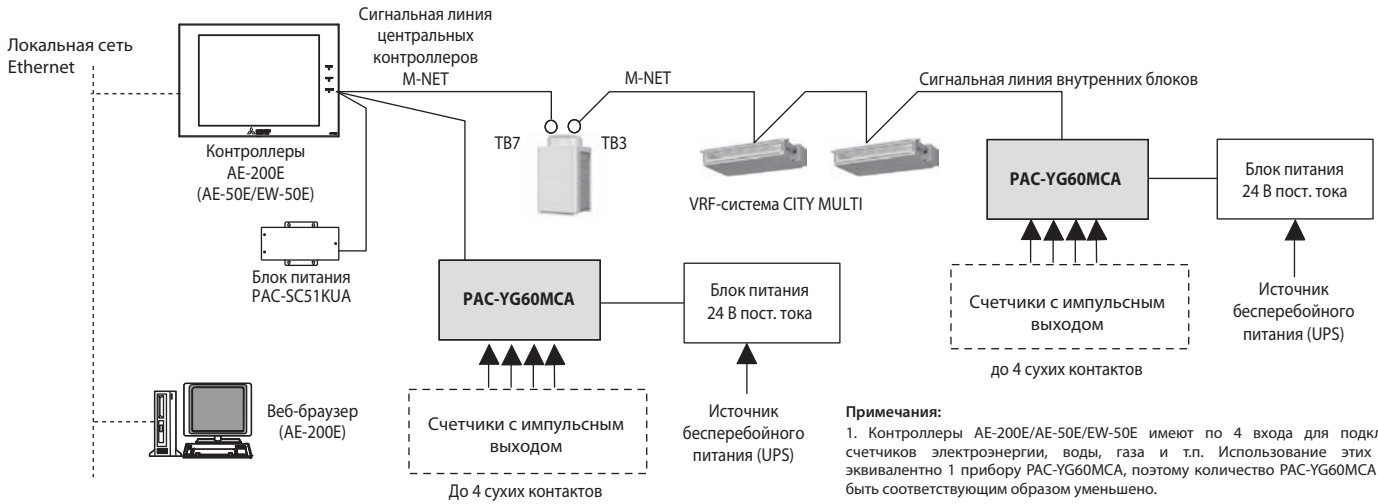 Локальная сеть
Ethernet
Сигнальная линия
центральных
контроллеров
M-NET
Контроллеры
AE-200E
(AE-50E/EW-50E)
Блок питания
PAC-SC51KUA
TB7
TB3
M-NET
Сигнальная линия внутренних блоков
VRF-система CITY MULTI
PAC-YG60MCA
Блок питания
24 В пост. тока
Счетчики с импульсным
выходом
до 4 сухих контактов
Источник
бесперебойного
питания (UPS)
PAC-YG60MCA
Блок питания
24 В пост. тока
Счетчики с импульсным
выходом
До 4 сухих контактов
Источник
бесперебойного
питания (UPS)
Веб-браузер
(AE-200E)
Примечания:
1. Контроллеры AE-200E/AE-50E/EW-50E имеют по 4 входа для подкл
счетчиков электроэнергии, воды, газа и т.п. Использование этих
эквивалентно 1 прибору PAC-YG60MCA, поэтому количество PAC-YG60MCA
быть соответствующим образом уменьшено.